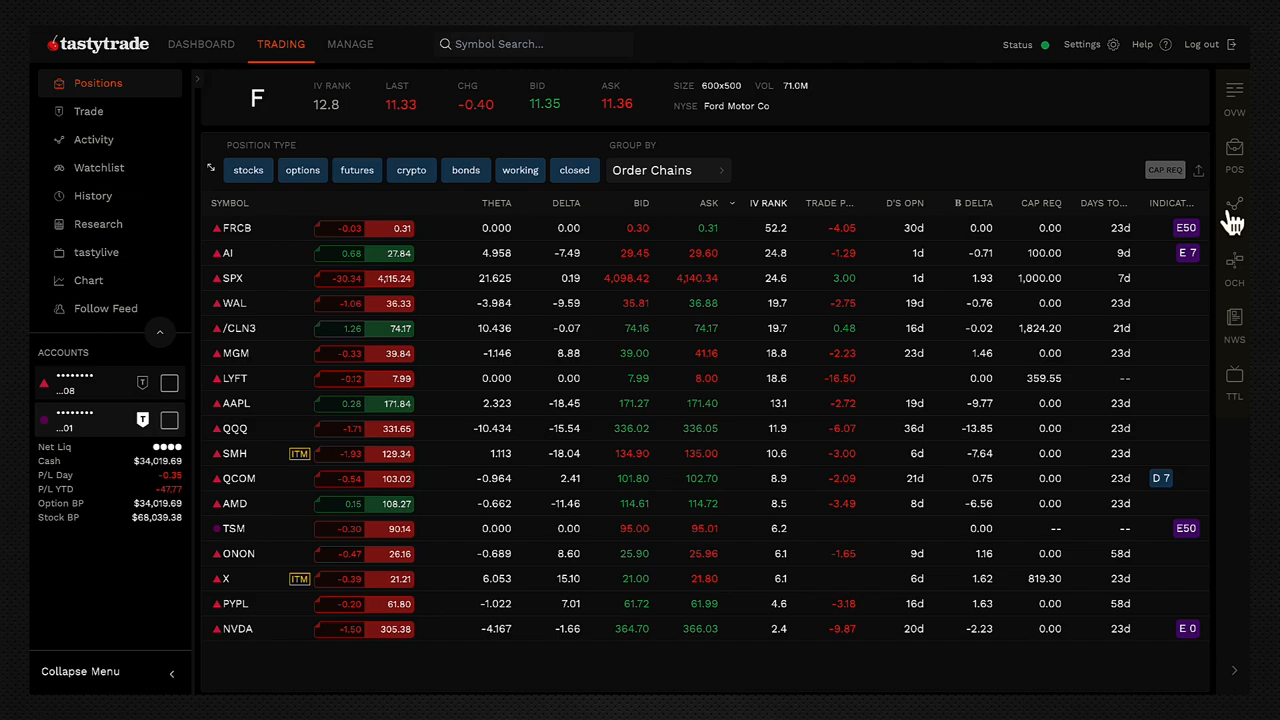 tastytrade DASHBOARD TRADING MANAGE Symbol Search... Status Settings Help ? Log out
Positions
Trade
Activity
Watchlist
History
Research
tastylive
Chart
Follow Feed
ACCOUNTS
...08 T
...01 T
Net Liq
Cash $34,019.69
P/L Day -0.35
P/L YTD -47.77
Option BP $34,019.69
Stock BP $68,039.38
Collapse Menu
F
IV RANK LAST CHG BID ASK SIZE 600x500 VOL 71.0M
12.8 11.33 -0.40 11.35 11.36 NYSE Ford Motor Co
POSITION TYPE GROUP BY
stocks options futures crypto bonds working closed Order Chains CAP REQ
SYMBOL THETA DELTA BID ASK IV RANK TRADE P... D'S OPN B DELTA CAP REQ DAYS TO... INDICAT...
FRCB -0.03 0.31 0.000 0.00 0.30 0.31 52.2 -4.05 30d 0.00 0.00 23d E50
AI 0.68 27.84 4.958 -7.49 29.45 29.60 24.8 -1.29 1d -0.71 100.00 9d E 7
SPX -30.34 4,115.24 21.625 0.19 4,098.42 4,140.34 24.6 3.00 1d 1.93 1,000.00 7d
WAL -1.06 36.33 -3.984 -9.59 35.81 36.88 19.7 -2.75 19d -0.76 0.00 23d
/CLN3 1.26 74.17 10.436 -0.07 74.16 74.17 19.7 0.48 16d -0.02 1,824.20 21d
MGM -0.33 39.84 -1.146 8.88 39.00 41.16 18.8 -2.23 23d 1.46 0.00 23d
LYFT -0.12 7.99 0.000 0.00 7.99 8.00 18.6 -16.50 24d 0.00 359.55 --
AAPL 0.28 171.84 2.323 -18.45 171.27 171.40 13.1 -2.72 19d -9.77 0.00 23d
QQQ -1.71 331.65 -10.434 -15.54 336.02 336.05 11.9 -6.07 36d -13.85 0.00 23d
SMH ITM -1.93 129.34 1.113 -18.04 134.90 135.00 10.6 -3.00 6d -7.64 0.00 23d
QCOM -0.54 103.02 -0.964 2.41 101.80 102.70 8.9 -2.09 21d 0.75 0.00 23d D 7
AMD 0.15 108.27 -0.662 -11.46 114.61 114.72 8.5 -3.49 8d -6.56 0.00 23d
TSM -0.30 90.14 0.000 0.00 95.00 95.01 6.2 0.00 -- -- E50
ONON -0.47 26.16 -0.689 8.60 25.90 25.96 6.1 -1.65 9d 1.16 0.00 58d
X ITM -0.39 21.21 6.053 15.10 21.00 21.80 6.1 6d 1.62 819.30 23d
PYPL -0.20 61.80 -1.022 7.01 61.72 61.99 4.6 -3.18 16d 1.63 0.00 58d
NVDA -1.50 305.38 -4.167 -1.66 364.70 366.03 2.4 -9.87 20d -2.23 0.00 23d E 0
OVW
POS
OCH
NWS
TTL